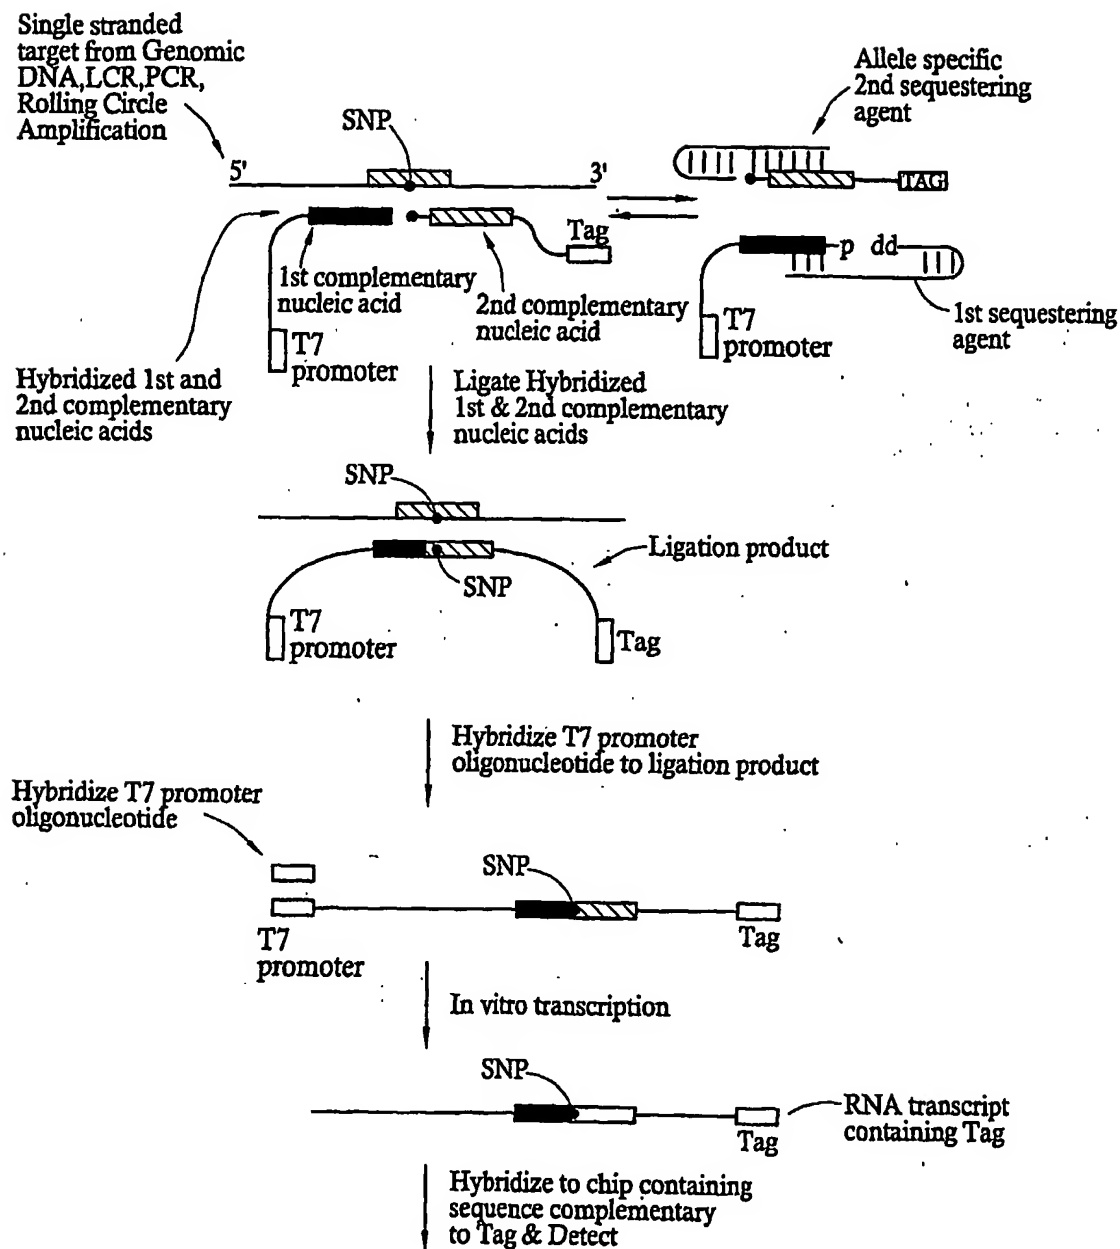 Single stranded
target from Genomic
DNA,LCR,PCR,
Rolling Circle
Amplification
SNP
5'
3'
Allele specific
2nd sequestering
agent
TAG
Tag
1st complementary
nucleic acid
2nd complementary
nucleic acid
T7
promoter
p dd
1st sequestering
agent
T7
promoter
Hybridized 1st and
2nd complementary
nucleic acids
Ligate Hybridized
1st & 2nd complementary
nucleic acids
SNP
Ligation product
SNP
T7
promoter
Tag
Hybridize T7 promoter
oligonucleotide to ligation product
Hybridize T7 promoter
oligonucleotide
SNP
T7
promoter
Tag
In vitro transcription
SNP
Tag
RNA transcript
containing Tag
Hybridize to chip containing
sequence complementary
to Tag & Detect